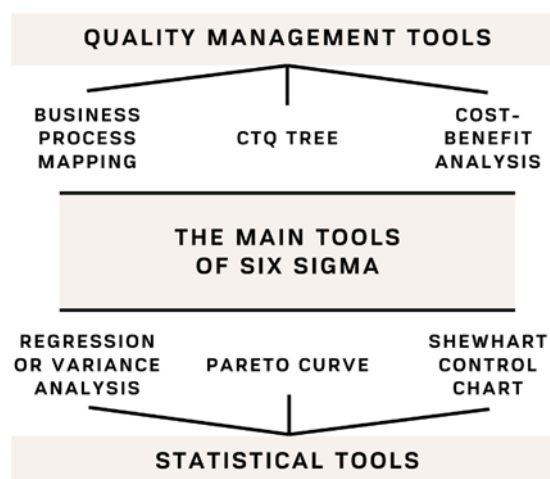 QUALITY MANAGEMENT TOOLS
BUSINESS
PROCESS
MAPPING
CTQ TREE
COST-
BENEFIT
ANALYSIS
THE MAIN TOOLS
OF SIX SIGMA
REGRESSION
OR VARIANCE
ANALYSIS
PARETO CURVE
SHEWHART
CONTROL
CHART
STATISTICAL TOOLS